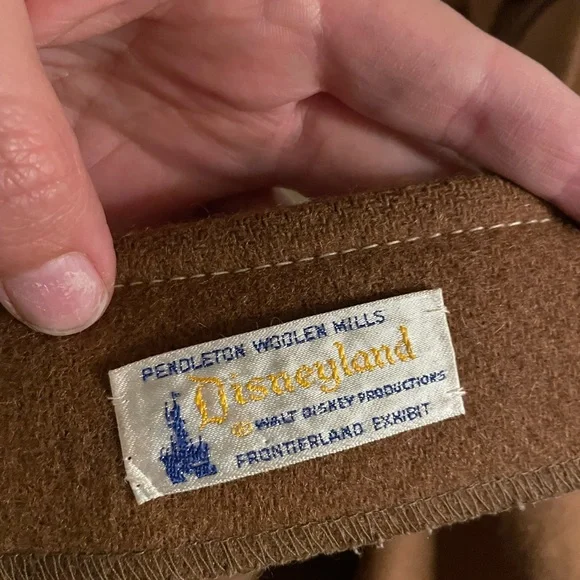 PENDLETON WOOLEN MILLS
Disneyland
© WALT DISNEY PRODUCTIONS
FRONTIERLAND EXHIBIT